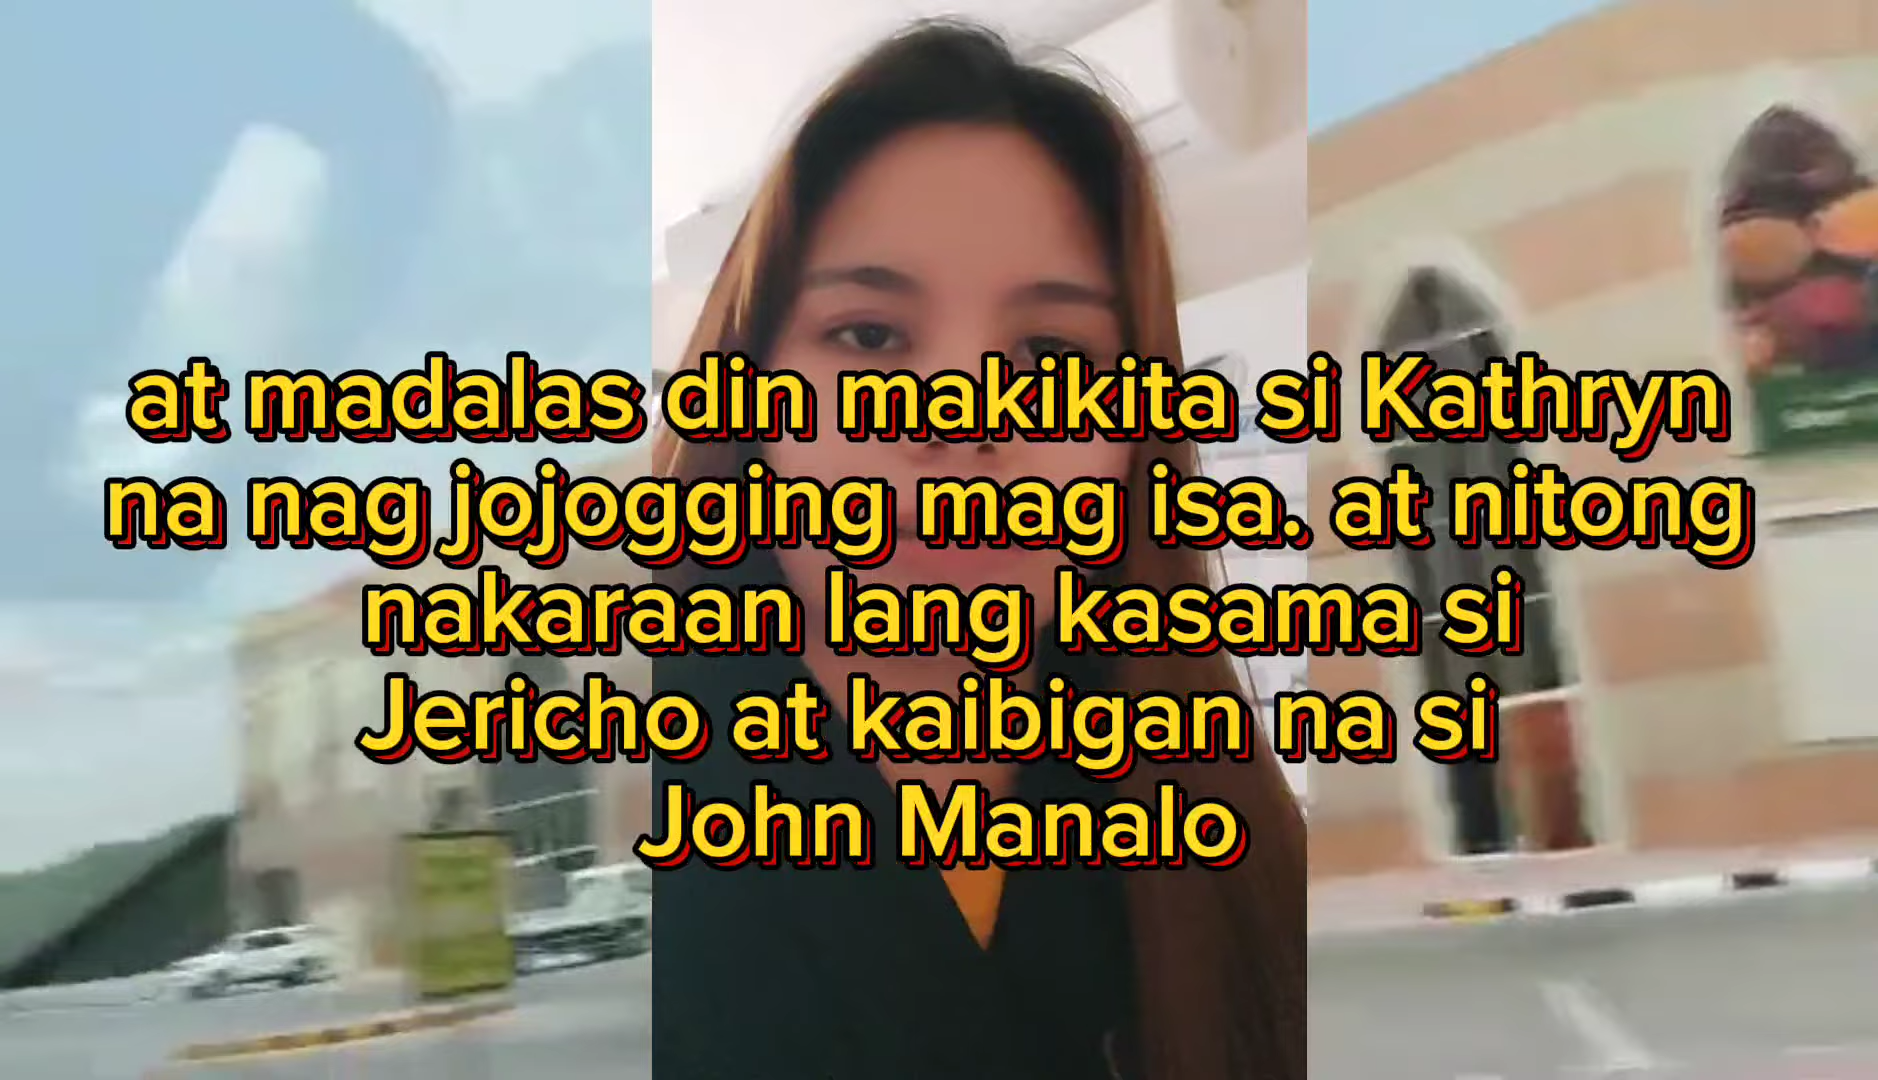 at madalas din makikita si Kathryn
na nag jojogging mag isa. at nitong
nakaraan lang kasama si
Jericho at kaibigan na si
John Manalo